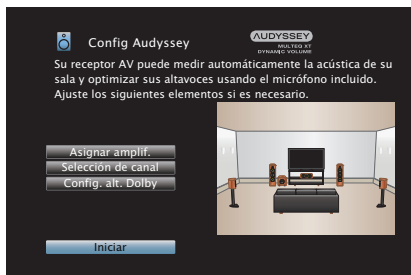 Config Audyssey
AUDYSSEY
MULTEQ XT
DYNAMIC VOLUME
Su receptor AV puede medir automáticamente la acústica de su
sala y optimizar sus altavoces usando el micrófono incluido.
Ajuste los siguientes elementos si es necesario.
Asignar amplif.
Selección de canal
Config. alt. Dolby
Iniciar